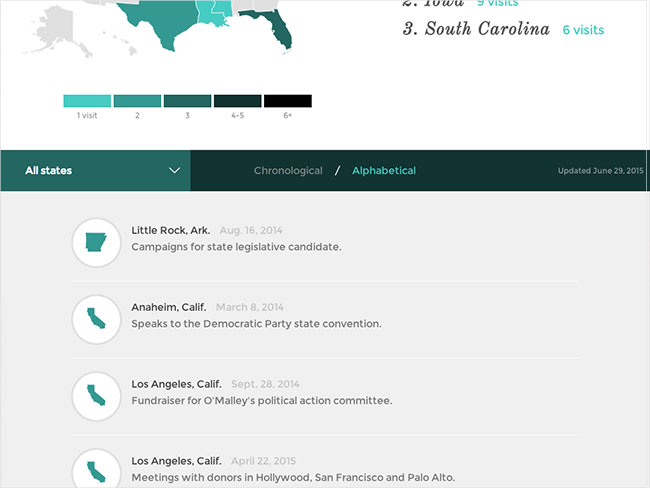 2. Iowa 9 visits
3. South Carolina 6 visits
1 visit 2 3 4-5 6+
All states Chronological / Alphabetical Updated June 29, 2015
Little Rock, Ark. Aug. 16, 2014
Campaigns for state legislative candidate.
Anaheim, Calif. March 8, 2014
Speaks to the Democratic Party state convention.
Los Angeles, Calif. Sept. 28, 2014
Fundraiser for O'Malley's political action committee.
Los Angeles, Calif. April 22, 2015
Meetings with donors in Hollywood, San Francisco and Palo Alto.